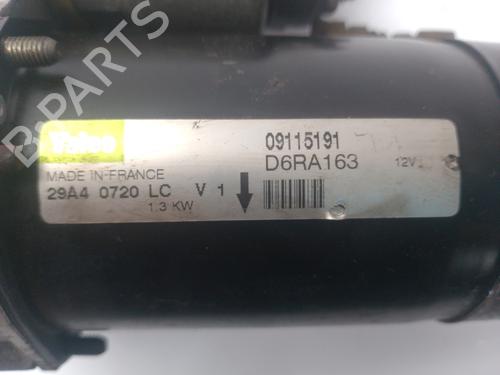 Valeo
09115191
MADE IN FRANCE
D6RA163
12V
29A4 0720 LC V 1
1.3 KW
B-PARTS